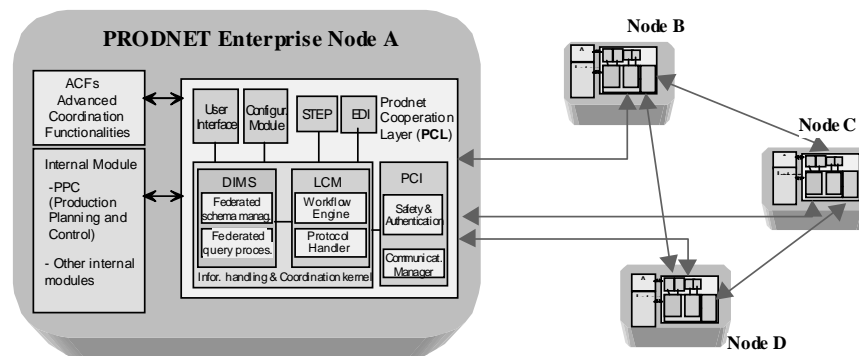 PRODNET Enterprise Node A
ACFs
Advanced
Coordination
Functionalities
Internal Module
-PPC
(Production
Planning and
Control)
- Other internal
modules
User
Interface
Configur.
Module
STEP
EDI
Prodnet
Cooperation
Layer (PCL)
DIMS
Federated
schema manag.
Federated
query proces.
LCM
Workflow
Engine
Protocol
Handler
PCI
Safety &
Authentication
Communicat.
Manager
Infor. handling & Coordination kernel
Node B
Node C
Node D